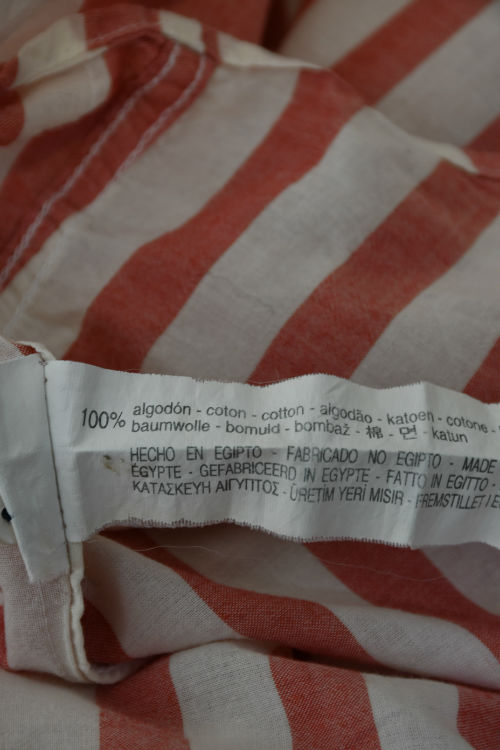 100% algodón - coton - cotton - algodão - katoen - cotone -
baumwolle - bomuld - bombaž - 棉 - 면 - katun
HECHO EN EGIPTO - FABRICADO NO EGIPTO - MADE
ÉGYPTE - GEFABRICEERD IN EGYPTE - FATTO IN EGITTO -
ΚΑΤΑΣΚΕΥΗ ΑΙΓΥΠΤΟΣ - ÜRETİM YERİ MISIR - FREMSTILLET I